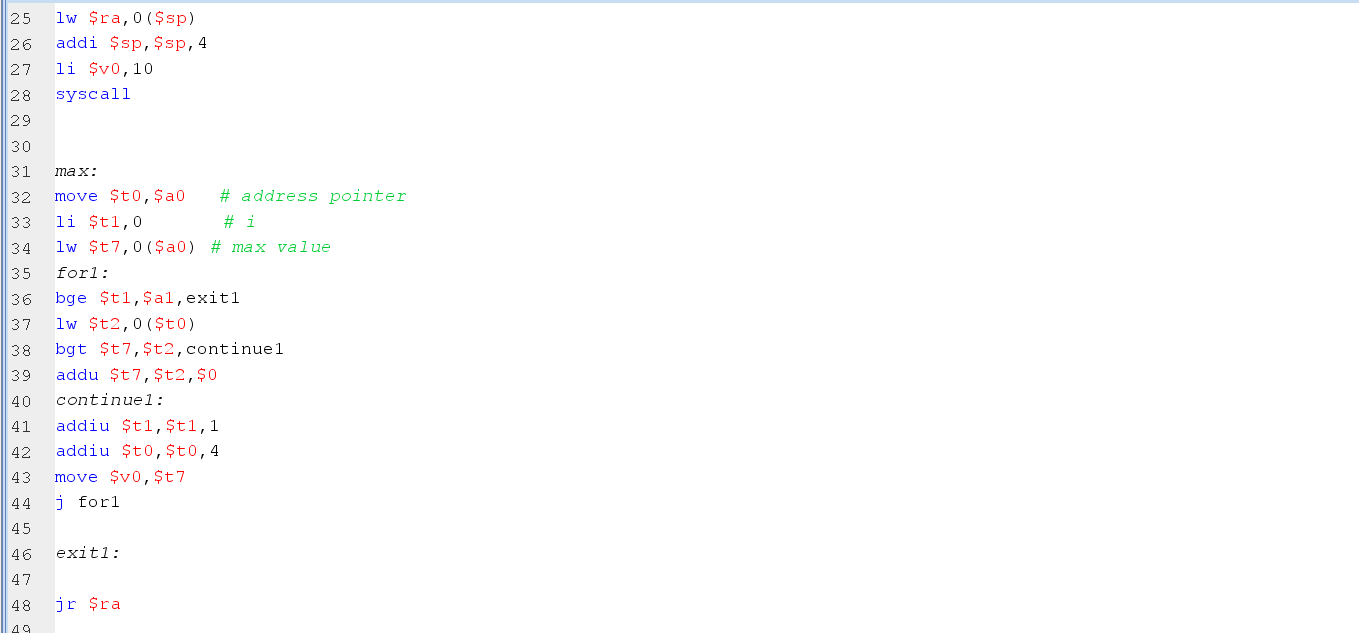 25 lw $ra,0($sp)
26 addi $sp,$sp,4
27 li $v0,10
28 syscall
29
30
31 max:
32 move $t0,$a0   # address pointer
33 li $t1,0       # i
34 lw $t7,0($a0) # max value
35 for1:
36 bge $t1,$a1,exit1
37 lw $t2,0($t0)
38 bgt $t7,$t2,continue1
39 addu $t7,$t2,$0
40 continue1:
41 addiu $t1,$t1,1
42 addiu $t0,$t0,4
43 move $v0,$t7
44 j for1
45
46 exit1:
47
48 jr $ra
49